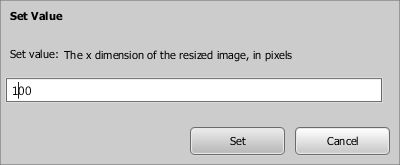 Set Value
Set value: The x dimension of the resized image, in pixels
100
Set Cancel